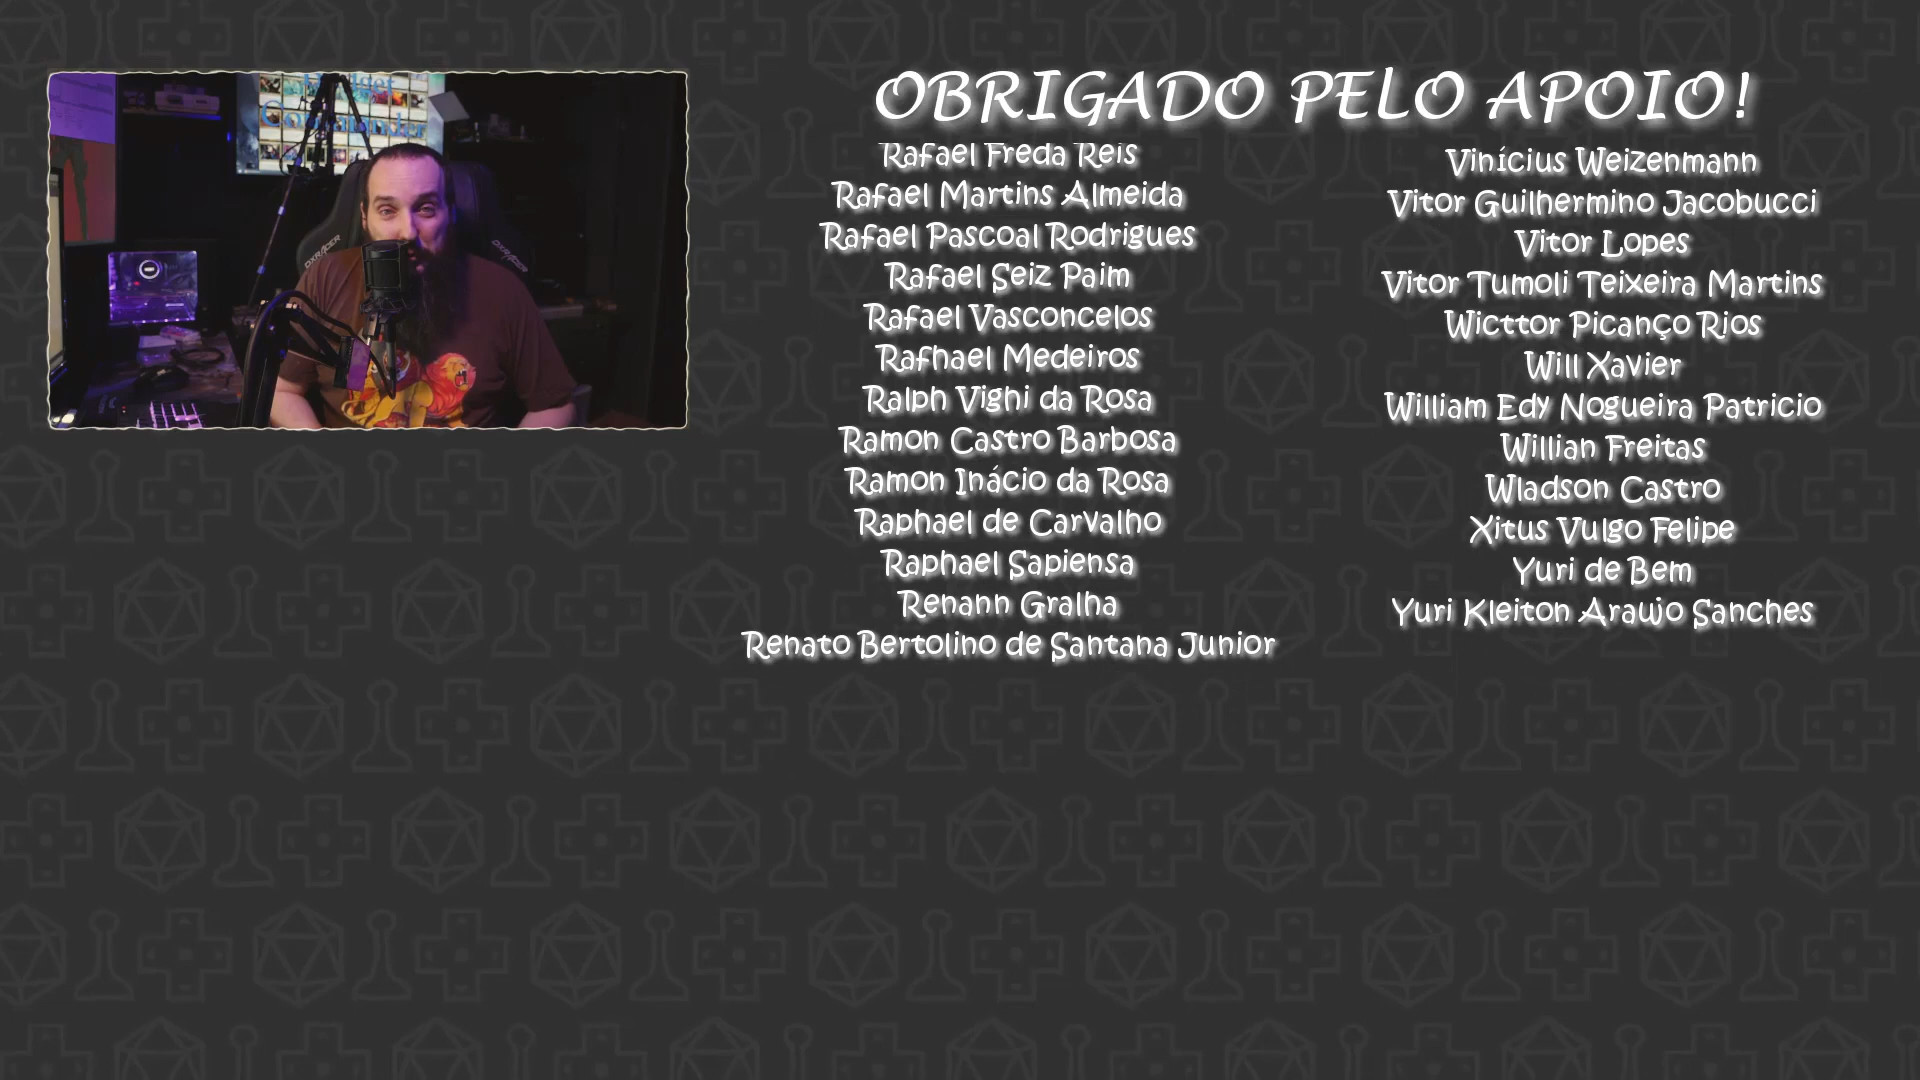 Budget
Commander
DXRACER
DXRACER
OBRIGADO PELO APOIO!
Rafael Freda Reis
Rafael Martins Almeida
Rafael Pascoal Rodrigues
Rafael Seiz Paim
Rafael Vasconcelos
Rafhael Medeiros
Ralph Vighi da Rosa
Ramon Castro Barbosa
Ramon Inácio da Rosa
Raphael de Carvalho
Raphael Sapiensa
Renann Gralha
Renato Bertolino de Santana Junior
Vinícius Weizenmann
Vitor Guilhermino Jacobucci
Vitor Lopes
Vitor Tumoli Teixeira Martins
Wicttor Picanço Rios
Will Xavier
William Edy Nogueira Patricio
Willian Freitas
Wladson Castro
Xitus Vulgo Felipe
Yuri de Bem
Yuri Kleiton Araujo Sanches